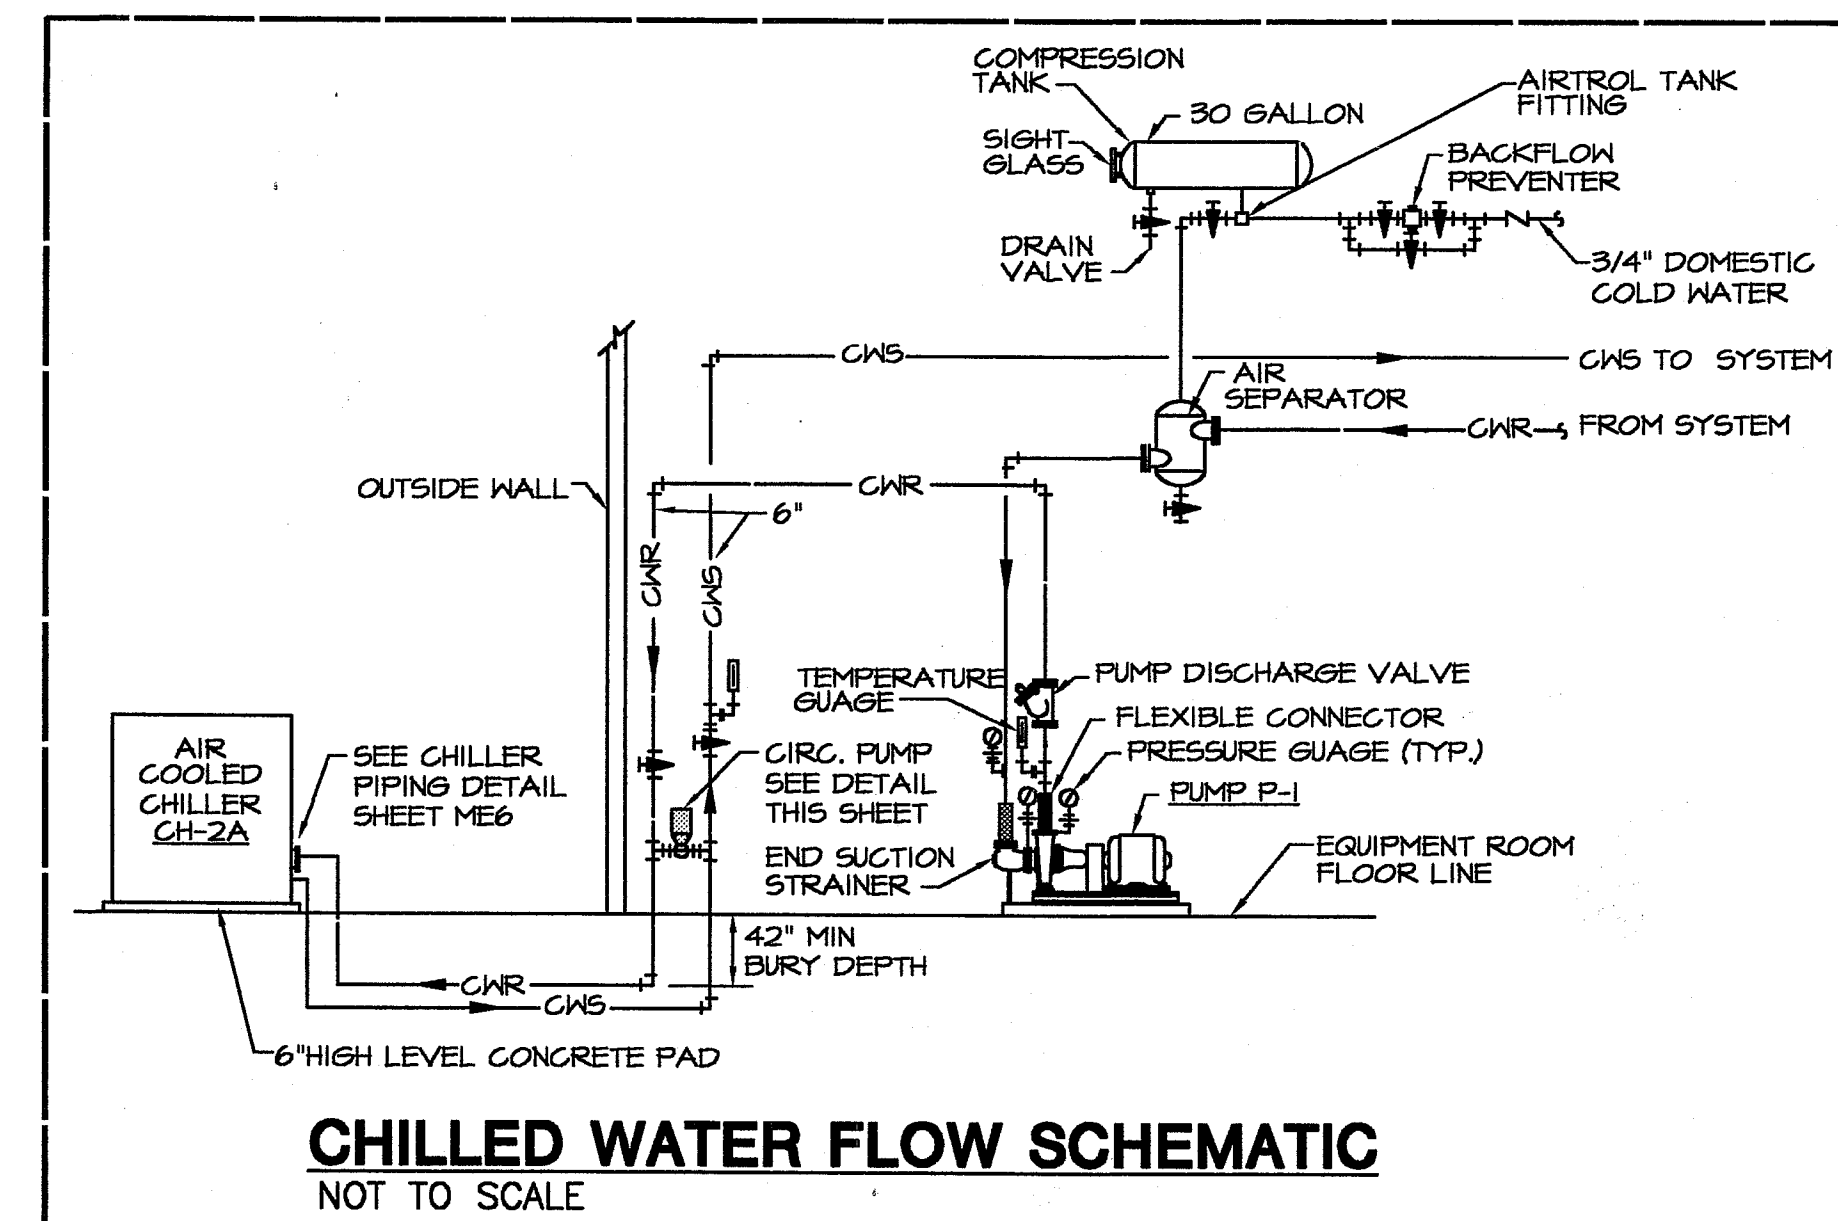 COMPRESSION
TANK
30 GALLON
AIRTROL TANK
FITTING
SIGHT
GLASS
BACKFLOW
PREVENTER
DRAIN
VALVE
3/4" DOMESTIC
COLD WATER
CWS
CWS TO SYSTEM
AIR
SEPARATOR
CWR
FROM SYSTEM
OUTSIDE WALL
CWR
6"
CWR
CWS
TEMPERATURE
GUAGE
PUMP DISCHARGE VALVE
FLEXIBLE CONNECTOR
PRESSURE GUAGE (TYP.)
PUMP P-1
AIR
COOLED
CHILLER
CH-2A
SEE CHILLER
PIPING DETAIL
SHEET ME6
CIRC. PUMP
SEE DETAIL
THIS SHEET
END SUCTION
STRAINER
EQUIPMENT ROOM
FLOOR LINE
42" MIN
BURY DEPTH
CWR
CWS
6"HIGH LEVEL CONCRETE PAD
CHILLED WATER FLOW SCHEMATIC
NOT TO SCALE